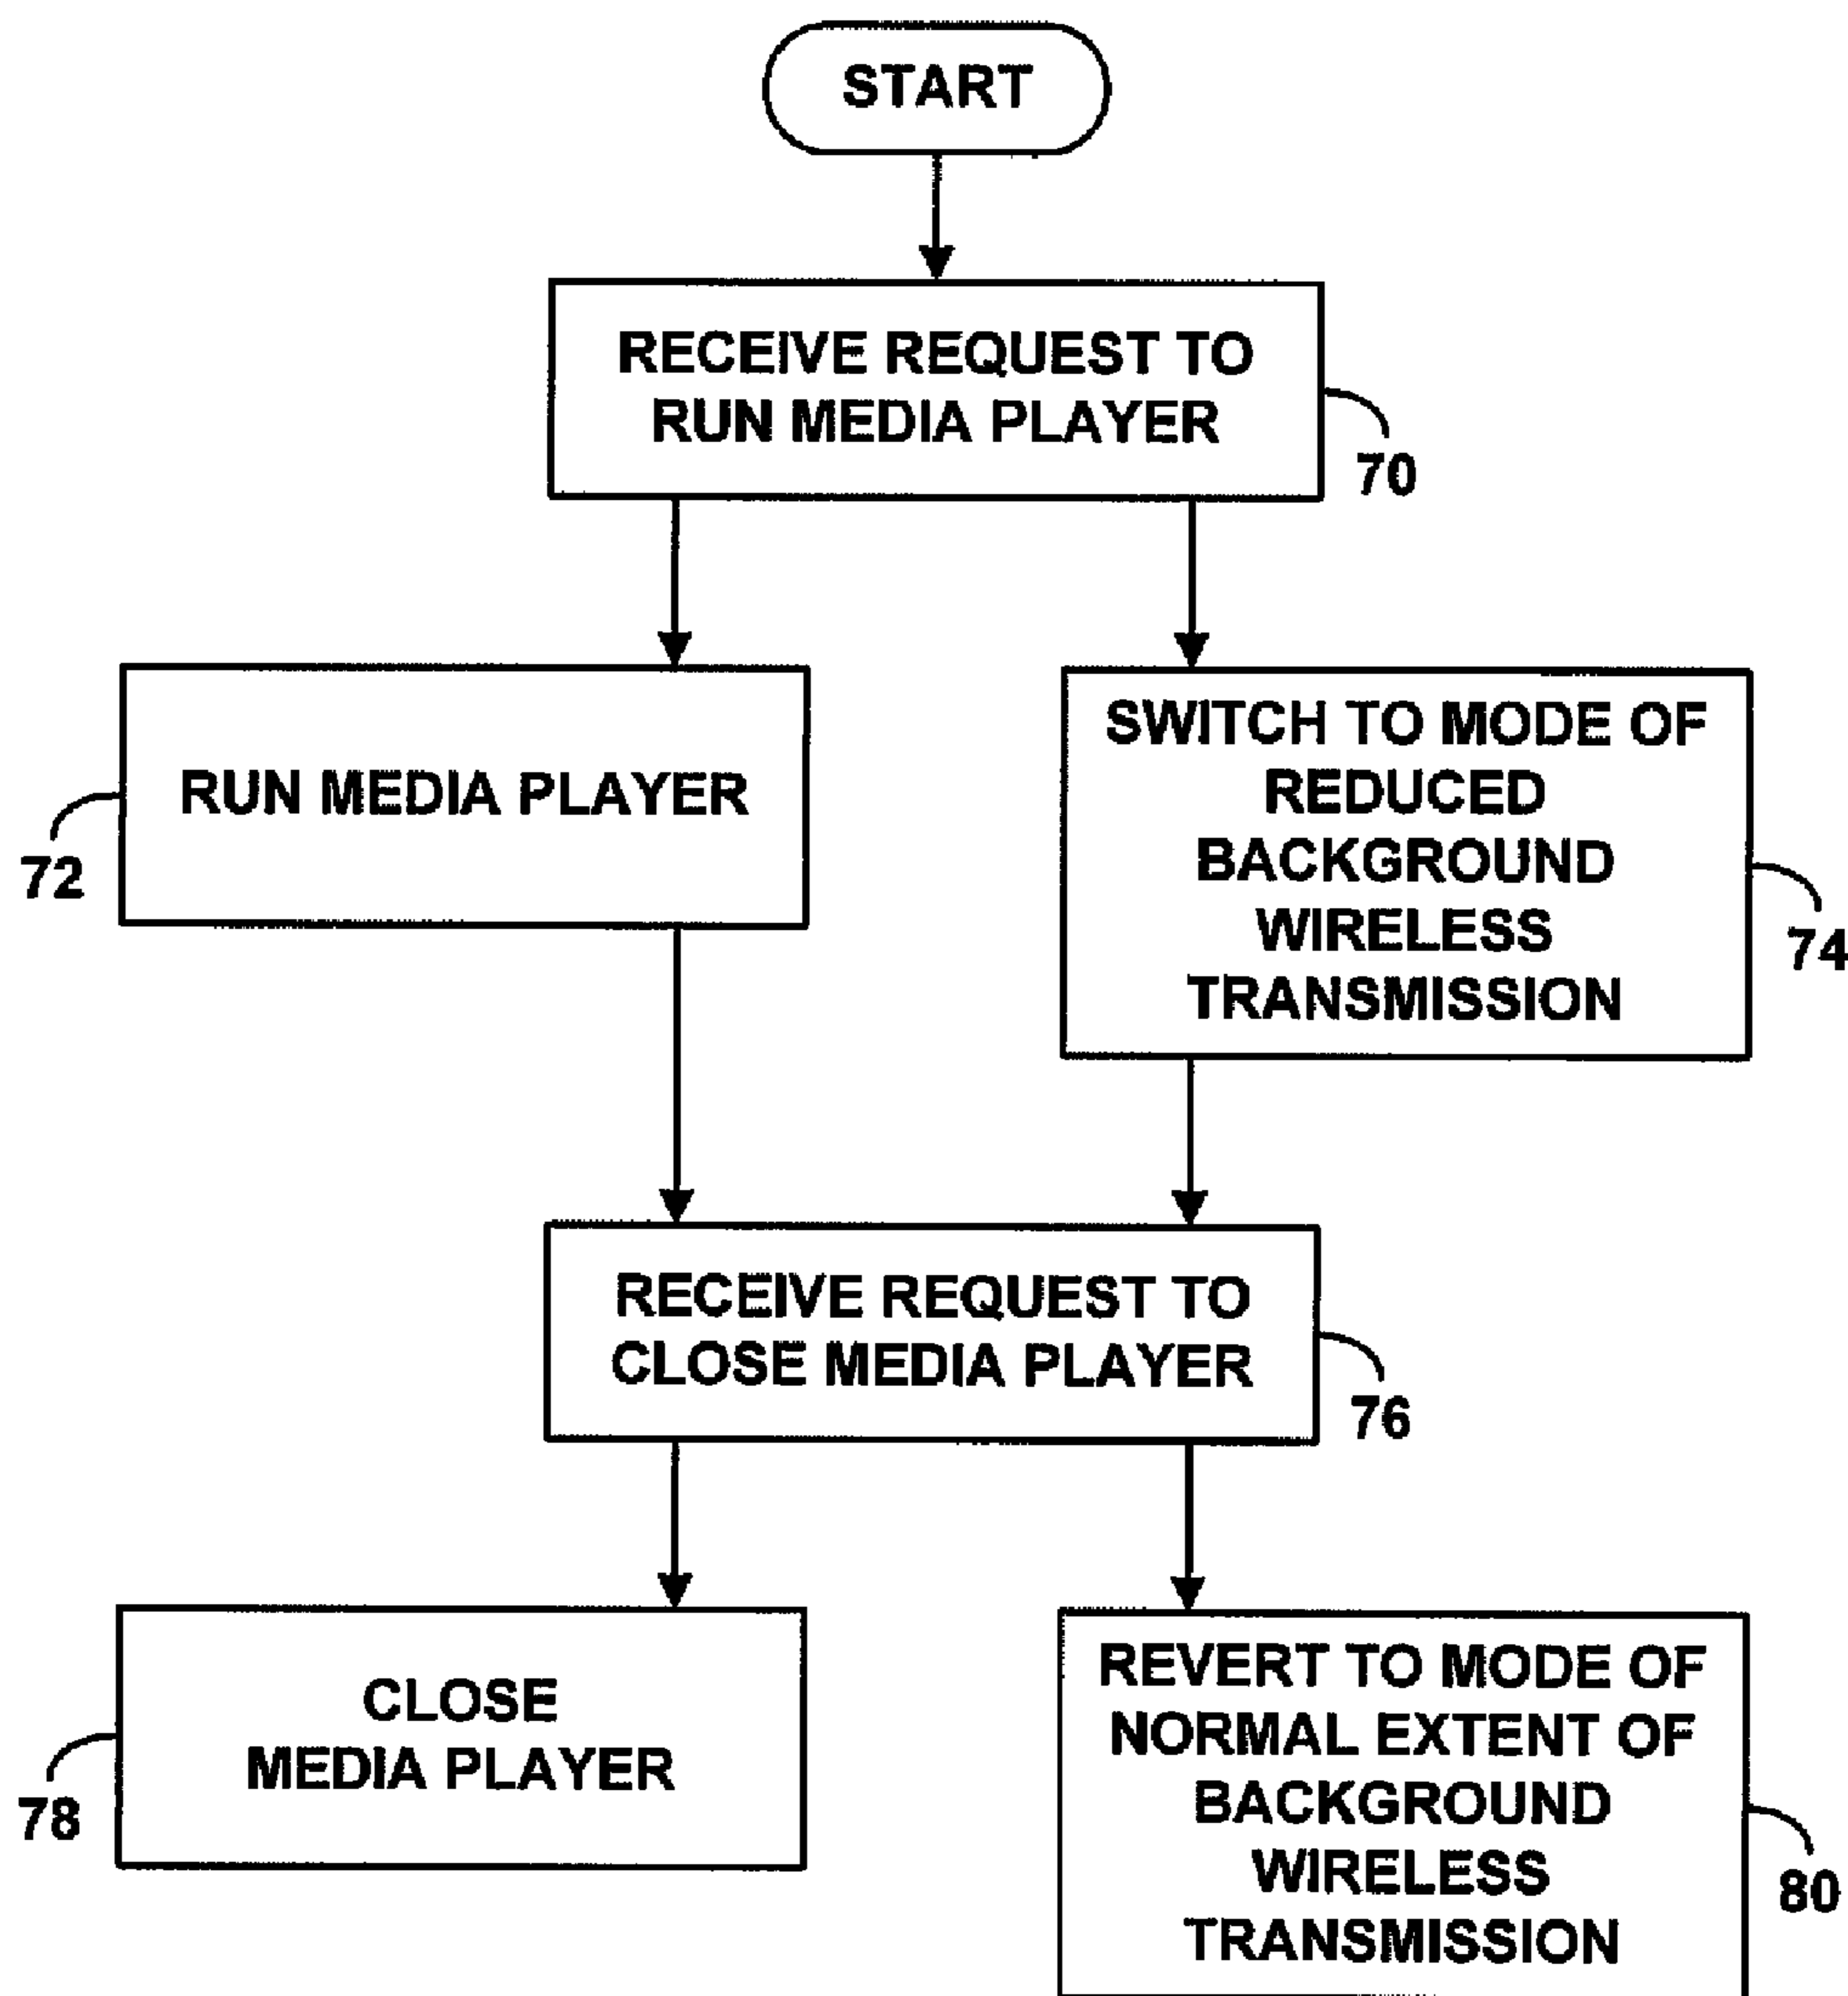 START
RECEIVE REQUEST TO
RUN MEDIA PLAYER
70
RUN MEDIA PLAYER
72
SWITCH TO MODE OF
REDUCED
BACKGROUND
WIRELESS
TRANSMISSION
74
RECEIVE REQUEST TO
CLOSE MEDIA PLAYER
76
CLOSE
MEDIA PLAYER
78
REVERT TO MODE OF
NORMAL EXTENT OF
BACKGROUND
WIRELESS
TRANSMISSION
80